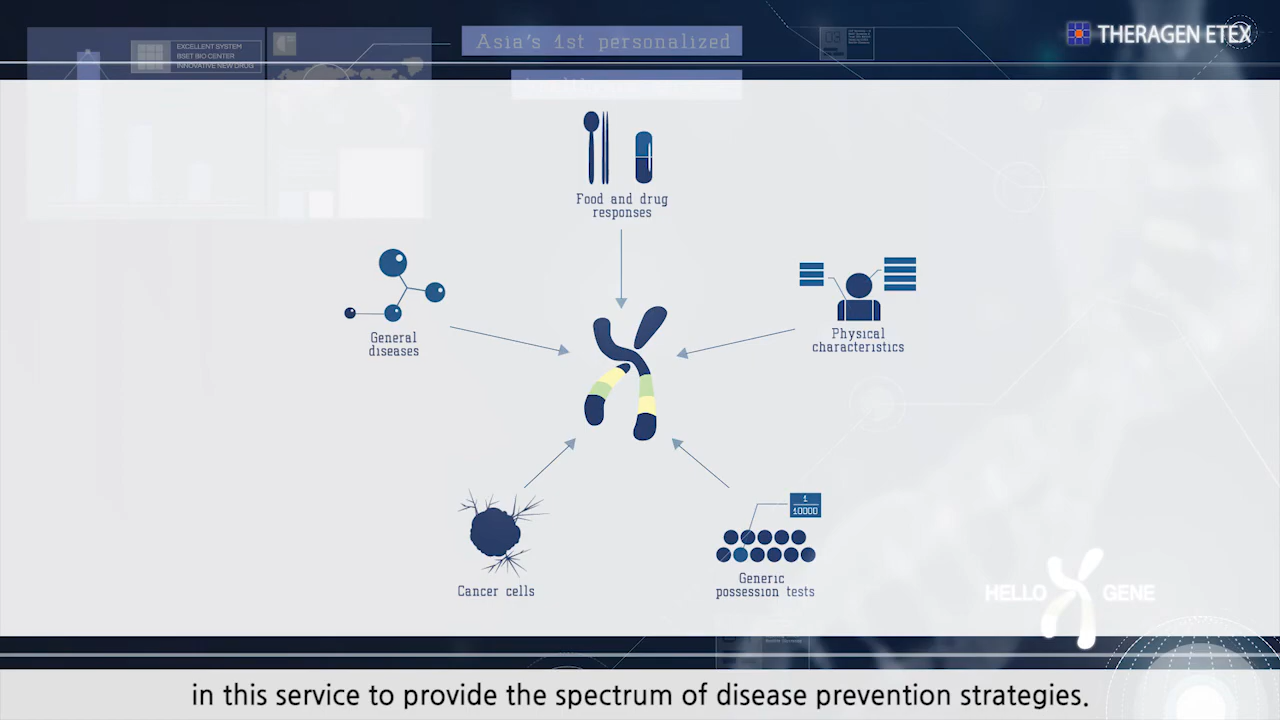 EXCELLENT SYSTEM
BSET BIO CENTER
INNOVATIVE NEW DRUG
Asia's 1st personalized
THERAGEN ETEX
Food and drug
responses
General
diseases
Physical
characteristics
Cancer cells
1
10000
Generic
possession tests
HELLO GENE
in this service to provide the spectrum of disease prevention strategies.